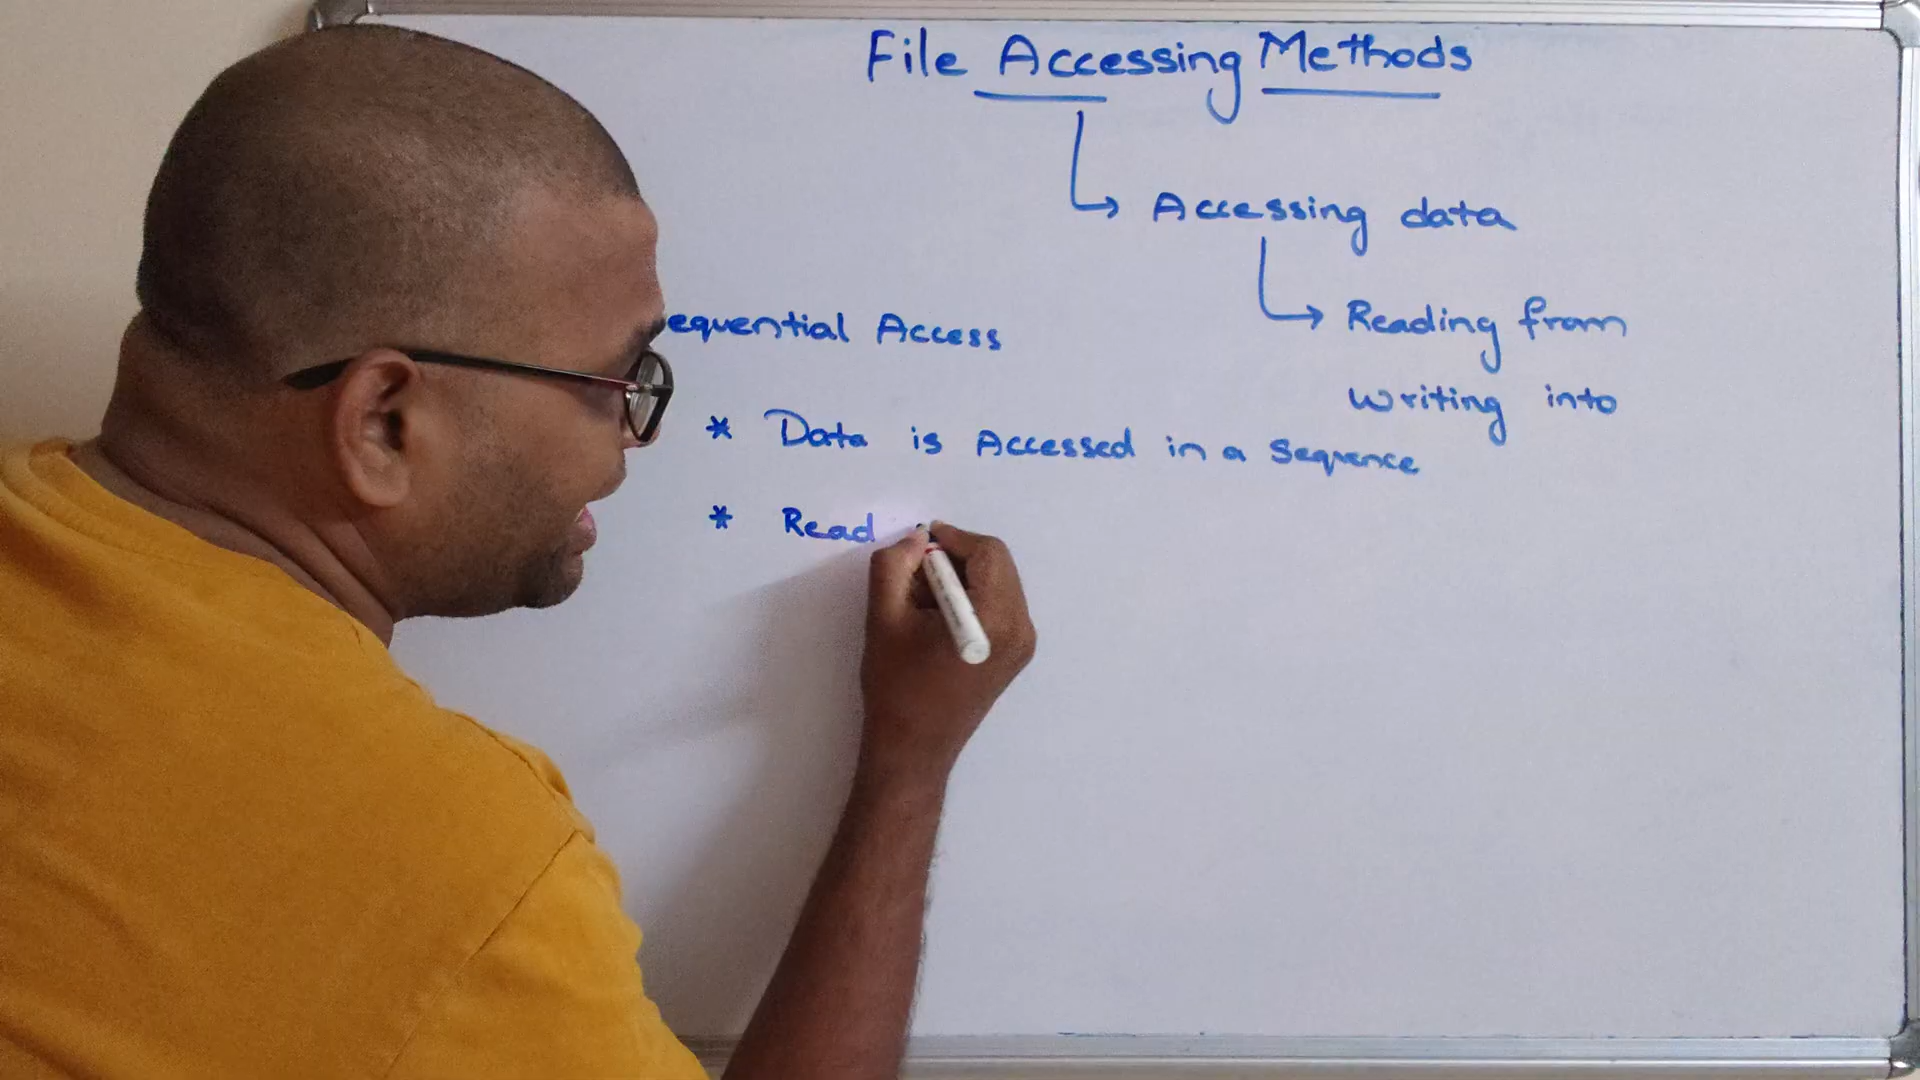 File Accessing Methods
Accessing data
Reading from
writing into
equential Access
* Data is Accessed in a Sequence
* Read